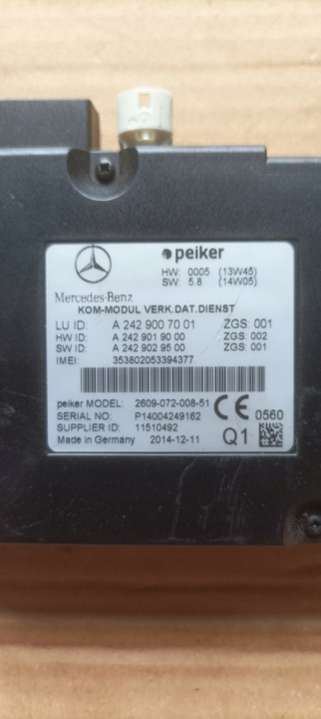 peiker
HW: 0005 (13W45)
SW: 5.8 (14W05)
Mercedes-Benz
KOM-MODUL VERK.DAT.DIENST
LU ID: A 242 900 70 01 ZGS: 001
HW ID: A 242 901 90 00 ZGS: 002
SW ID: A 242 902 95 00 ZGS: 001
IMEI: 353802053394377
peiker MODEL: 2609-072-008-51
SERIAL NO: P14004249162
CE 0560
SUPPLIER ID: 11510492
Made in Germany 2014-12-11 Q1